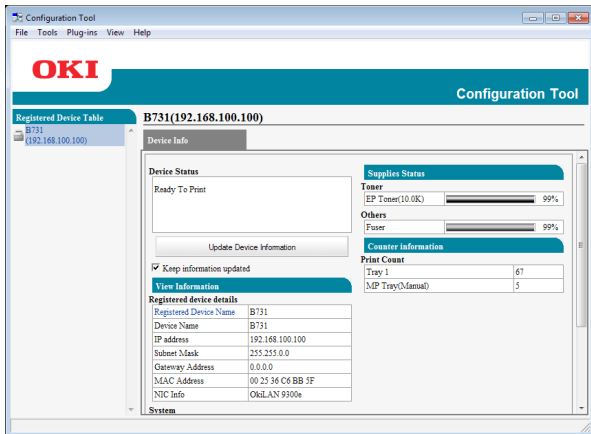 Configuration Tool
File Tools Plug-ins View Help
OKI
Configuration Tool
Registered Device Table
B731
(192.168.100.100)
B731(192.168.100.100)
Device Info
Device Status
Ready To Print
Update Device Information
Keep information updated
View Information
Registered device details
Registered Device Name B731
Device Name B731
IP address 192.168.100.100
Subnet Mask 255.255.0.0
Gateway Address 0.0.0.0
MAC Address 00 25 36 C6 BB 5F
NIC Info OkiLAN 9300e
System
Supplies Status
Toner
EP Toner(10.0K) 99%
Others
Fuser 99%
Counter information
Print Count
Tray 1 67
MP Tray(Manual) 5